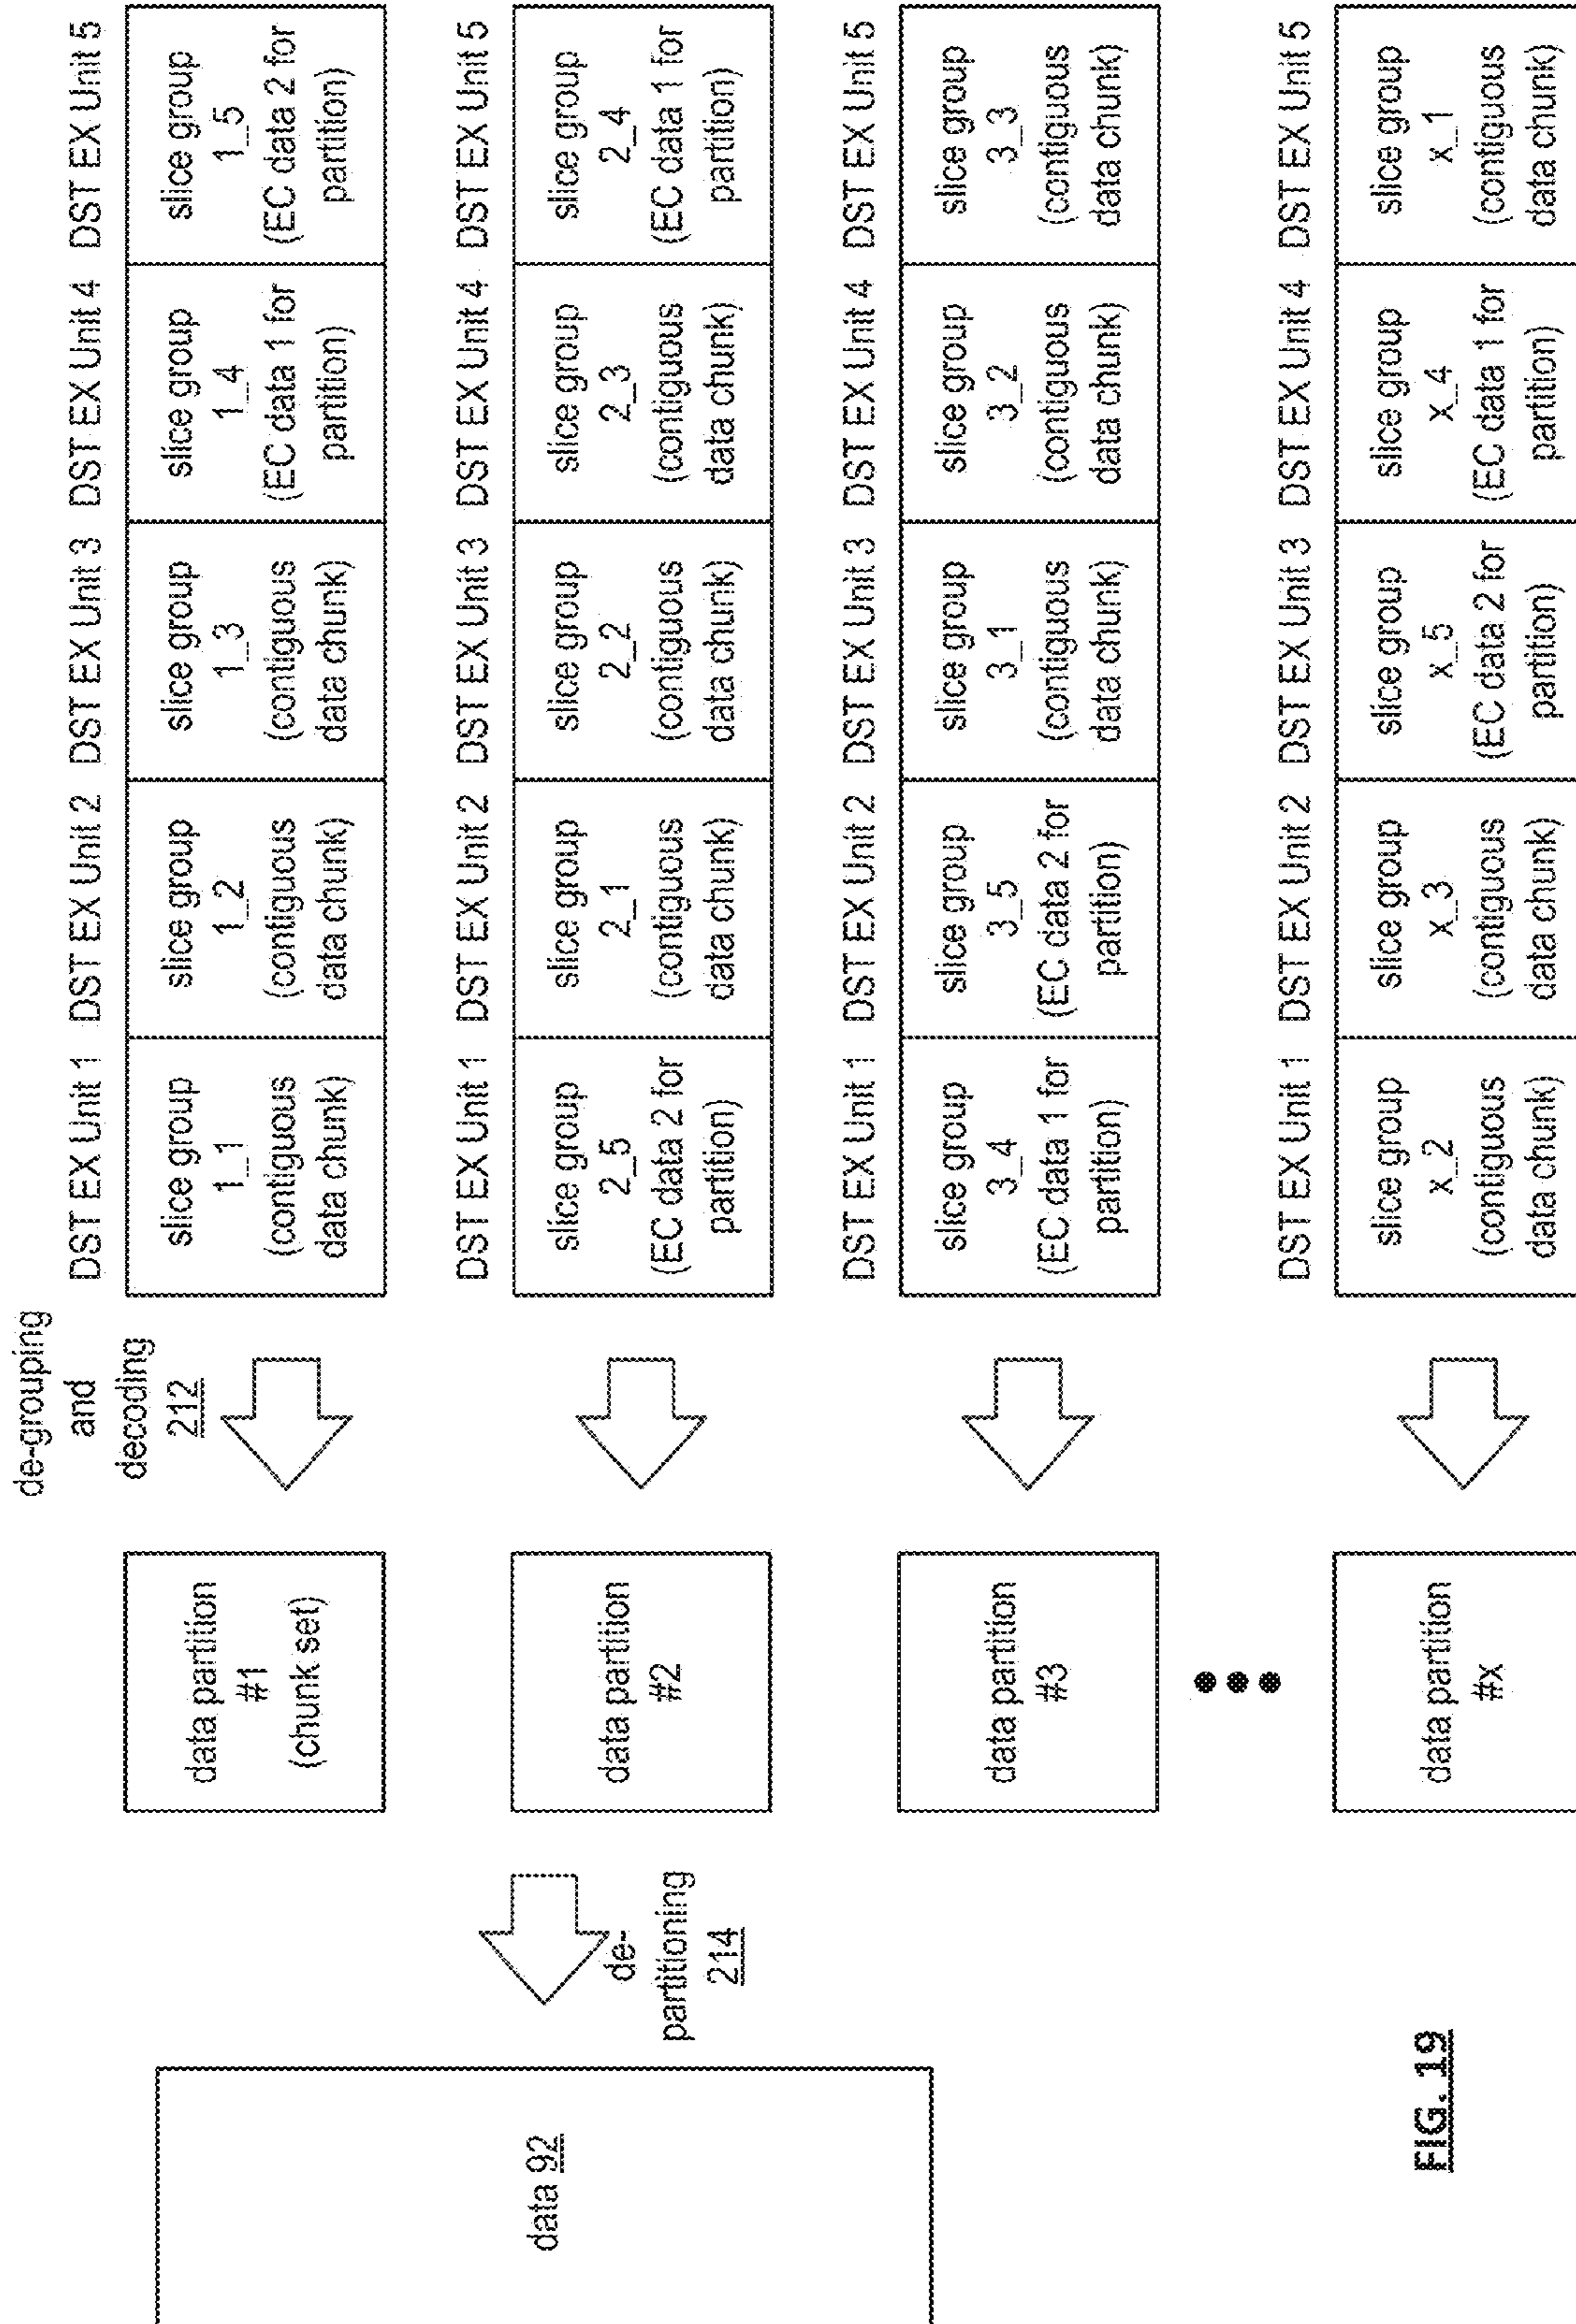 de-grouping
and
decoding
212
DST EX Unit 1 DST EX Unit 2 DST EX Unit 3 DST EX Unit 4 DST EX Unit 5
slice group
1_1
(contiguous
data chunk)
slice group
1_2
(contiguous
data chunk)
slice group
1_3
(contiguous
data chunk)
slice group
1_4
(EC data 1 for
partition)
slice group
1_5
(EC data 2 for
partition)
data partition
#1
(chunk set)
DST EX Unit 1 DST EX Unit 2 DST EX Unit 3 DST EX Unit 4 DST EX Unit 5
slice group
2_5
(EC data 2 for
partition)
slice group
2_1
(contiguous
data chunk)
slice group
2_2
(contiguous
data chunk)
slice group
2_3
(contiguous
data chunk)
slice group
2_4
(EC data 1 for
partition)
data partition
#2
data 92
de-
partitioning
214
DST EX Unit 1 DST EX Unit 2 DST EX Unit 3 DST EX Unit 4 DST EX Unit 5
slice group
3_4
(EC data 1 for
partition)
slice group
3_5
(EC data 2 for
partition)
slice group
3_1
(contiguous
data chunk)
slice group
3_2
(contiguous
data chunk)
slice group
3_3
(contiguous
data chunk)
data partition
#3
DST EX Unit 1 DST EX Unit 2 DST EX Unit 3 DST EX Unit 4 DST EX Unit 5
slice group
x_2
(contiguous
data chunk)
slice group
x_3
(contiguous
data chunk)
slice group
x_5
(EC data 2 for
partition)
slice group
x_4
(EC data 1 for
partition)
slice group
x_1
(contiguous
data chunk)
data partition
#x
FIG. 19